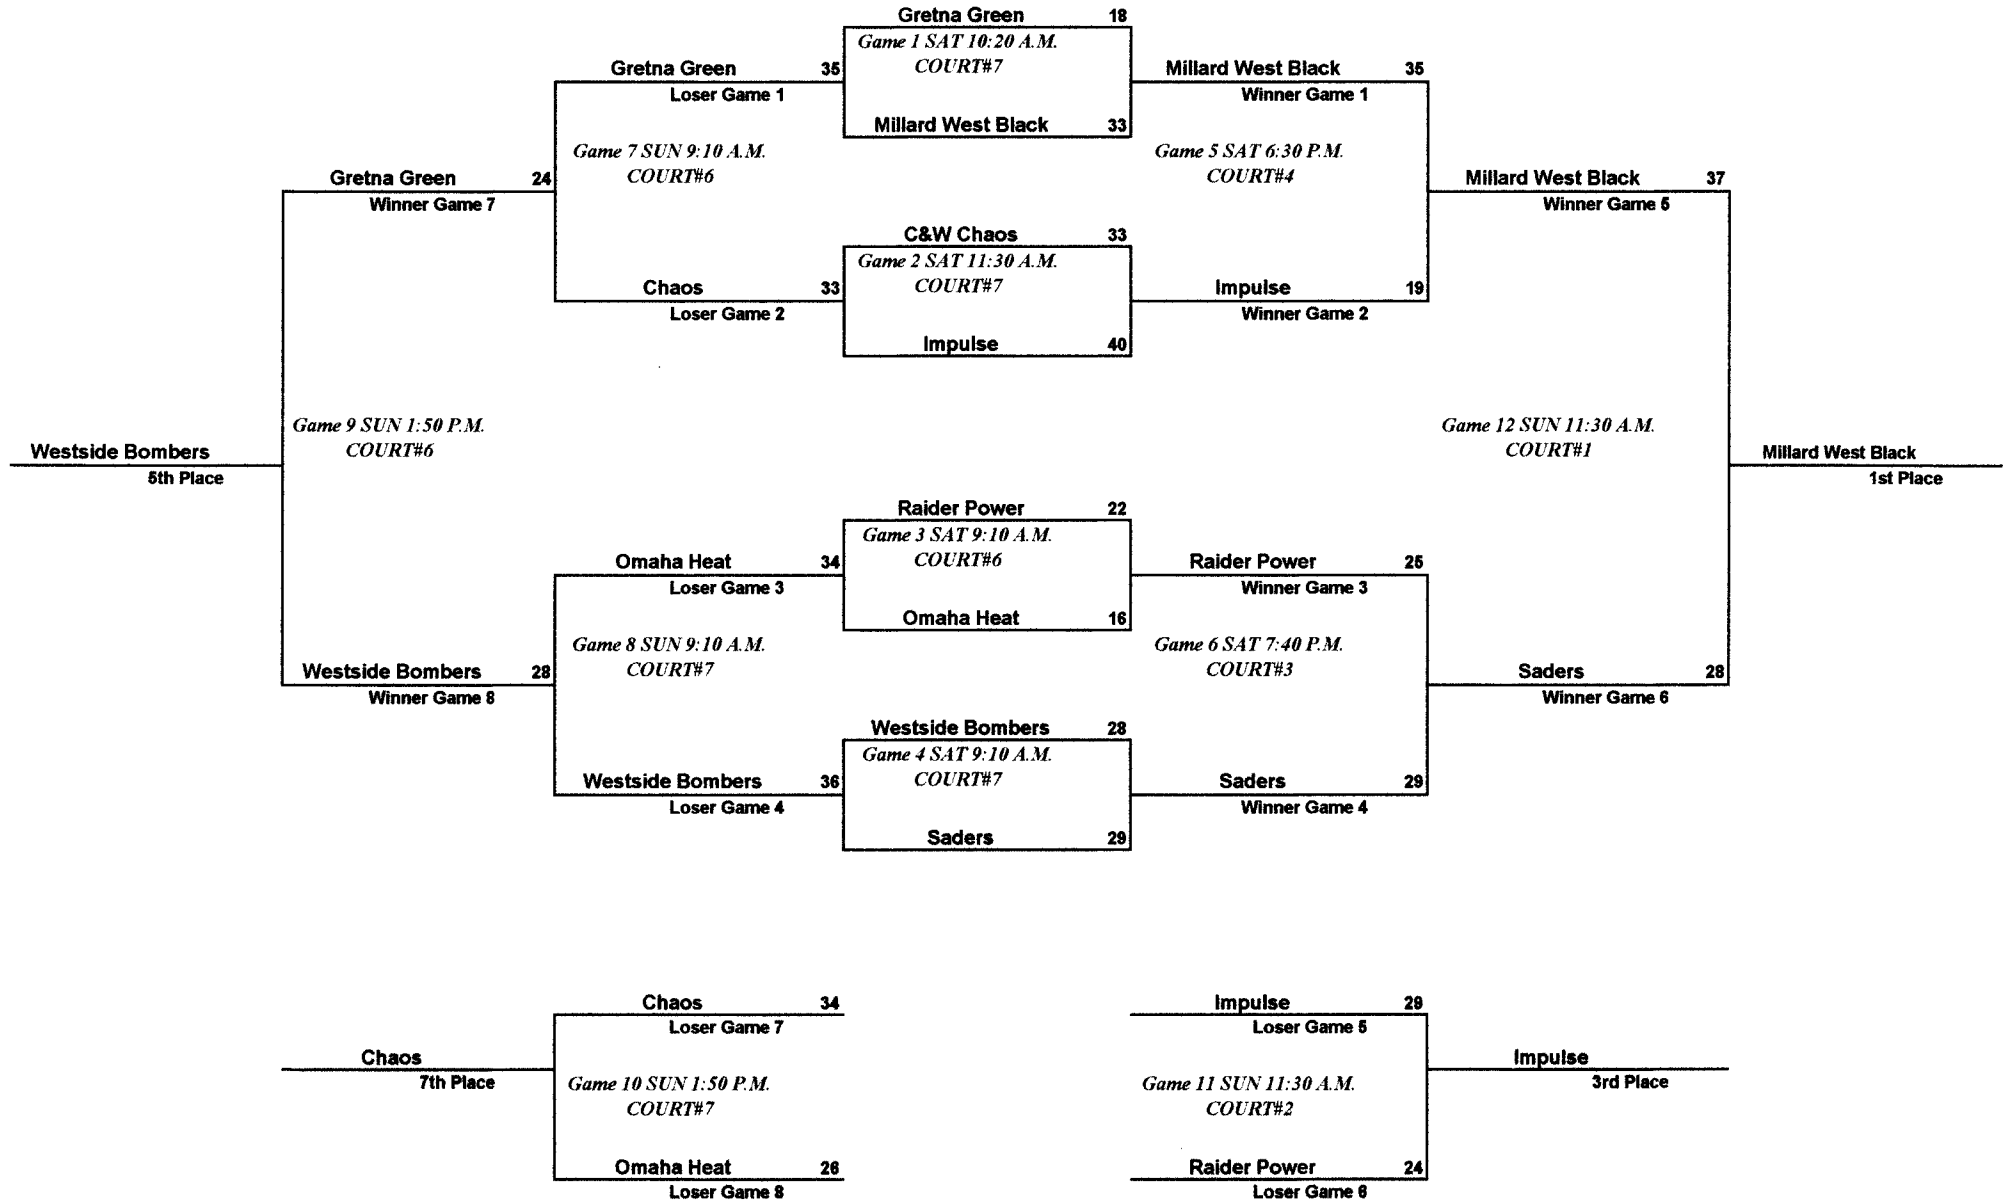 Gretna Green 18
Game 1 SAT 10:20 A.M.
COURT#7
Gretna Green 35
Loser Game 1
Millard West Black 35
Winner Game 1
Millard West Black 33
Game 7 SUN 9:10 A.M.
COURT#6
Game 5 SAT 6:30 P.M.
COURT#4
Gretna Green 24
Winner Game 7
Millard West Black 37
Winner Game 5
C&W Chaos 33
Game 2 SAT 11:30 A.M.
COURT#7
Chaos 33
Loser Game 2
Impulse 19
Winner Game 2
Impulse 40
Game 9 SUN 1:50 P.M.
COURT#6
Game 12 SUN 11:30 A.M.
COURT#1
Westside Bombers
5th Place
Millard West Black
1st Place
Raider Power 22
Game 3 SAT 9:10 A.M.
COURT#6
Omaha Heat 34
Loser Game 3
Raider Power 25
Winner Game 3
Omaha Heat 16
Game 8 SUN 9:10 A.M.
COURT#7
Game 6 SAT 7:40 P.M.
COURT#3
Westside Bombers 28
Winner Game 8
Saders 28
Winner Game 6
Westside Bombers 28
Game 4 SAT 9:10 A.M.
COURT#7
Westside Bombers 36
Loser Game 4
Saders 29
Winner Game 4
Saders 29
Chaos 34
Loser Game 7
Impulse 29
Loser Game 5
Chaos
7th Place
Impulse
3rd Place
Game 10 SUN 1:50 P.M.
COURT#7
Game 11 SUN 11:30 A.M.
COURT#2
Omaha Heat 26
Loser Game 8
Raider Power 24
Loser Game 6